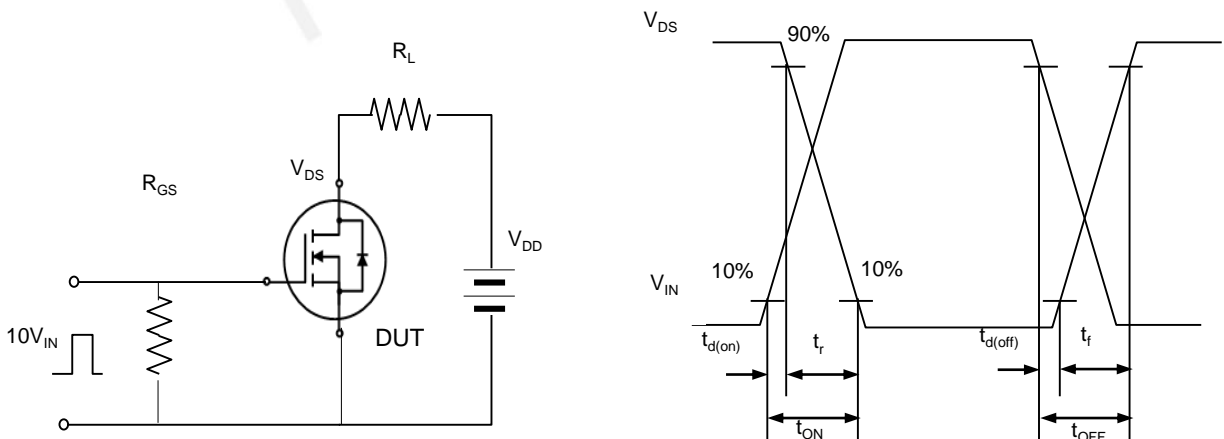 R_L
V_DS
R_GS
V_DD
10V_IN
DUT
V_DS
90%
10%
10%
V_IN
t_d(on)
t_r
t_d(off)
t_f
t_ON
t_OFF